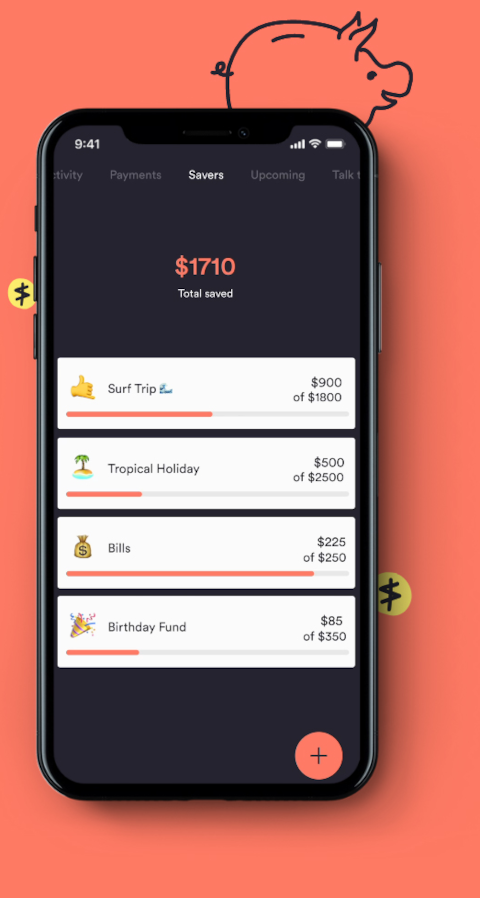 9:41
Payments
Savers
Upcoming
Talk
$1710
Total saved
Surf Trip 🌊
$900
of $1800
Tropical Holiday
$500
of $2500
Bills
$225
of $250
Birthday Fund
$85
of $350
+
$
$